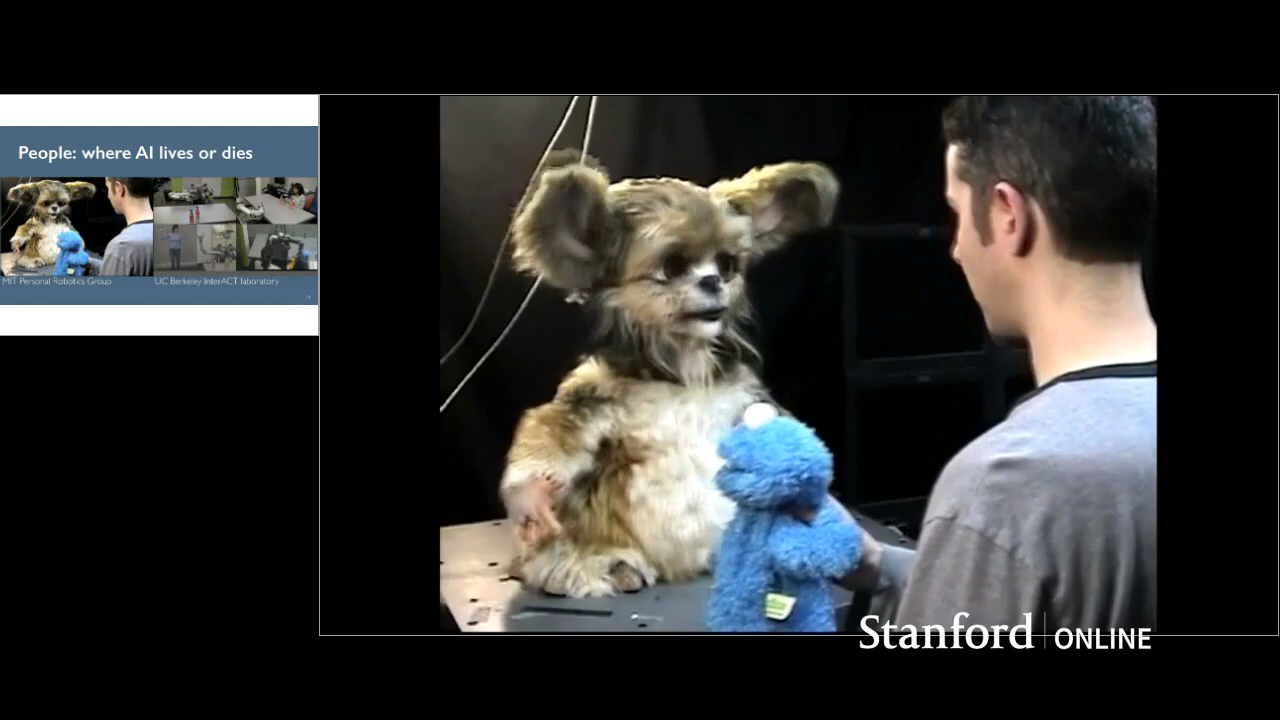 People: where AI lives or dies
MIT Personal Robotics Group
UC Berkeley InterACT laboratory
Stanford ONLINE